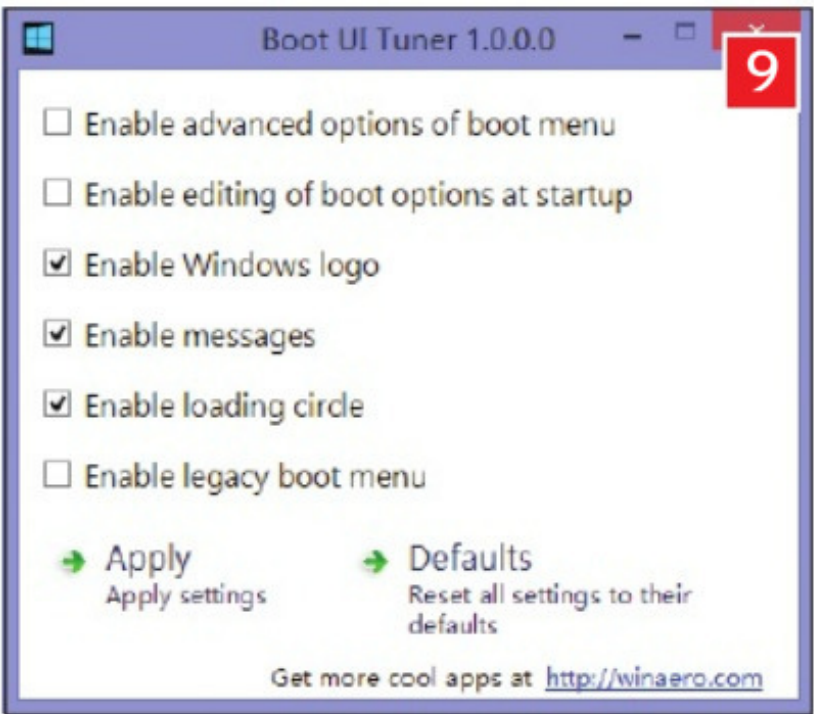 Boot UI Tuner 1.0.0.0
9
Enable advanced options of boot menu
Enable editing of boot options at startup
Enable Windows logo
Enable messages
Enable loading circle
Enable legacy boot menu
Apply
Apply settings
Defaults
Reset all settings to their
defaults
Get more cool apps at http://winaero.com